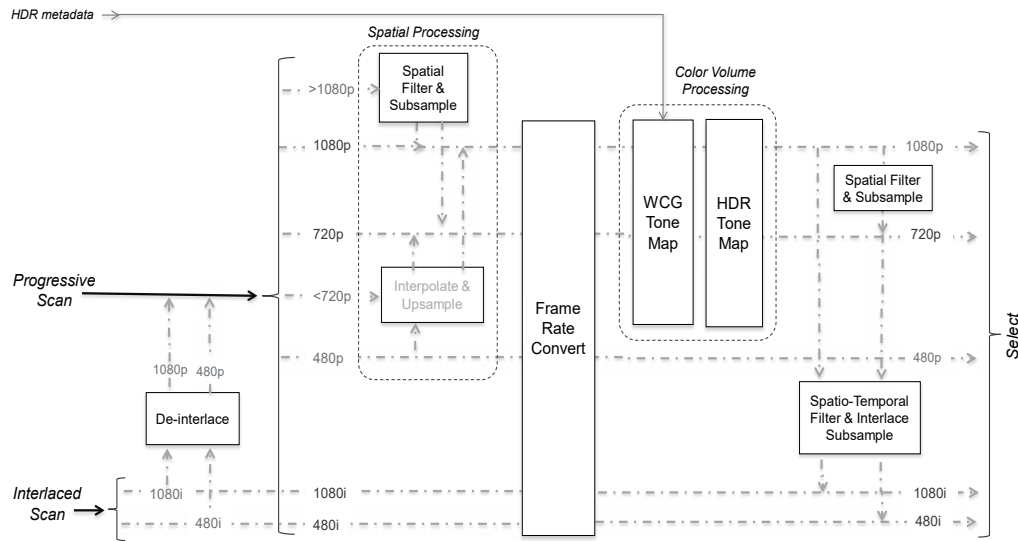 HDR metadata
Spatial Processing
Spatial
Filter &
Subsample
>1080p
1080p
720p
Interpolate &
Upsample
<720p
480p
Progressive
Scan
1080p
480p
De-interlace
Interlaced
Scan
1080i
480i
1080i
480i
Frame
Rate
Convert
Color Volume
Processing
WCG
Tone
Map
HDR
Tone
Map
1080p
Spatial Filter
& Subsample
720p
480p
Spatio-Temporal
Filter & Interlace
Subsample
1080i
480i
Select